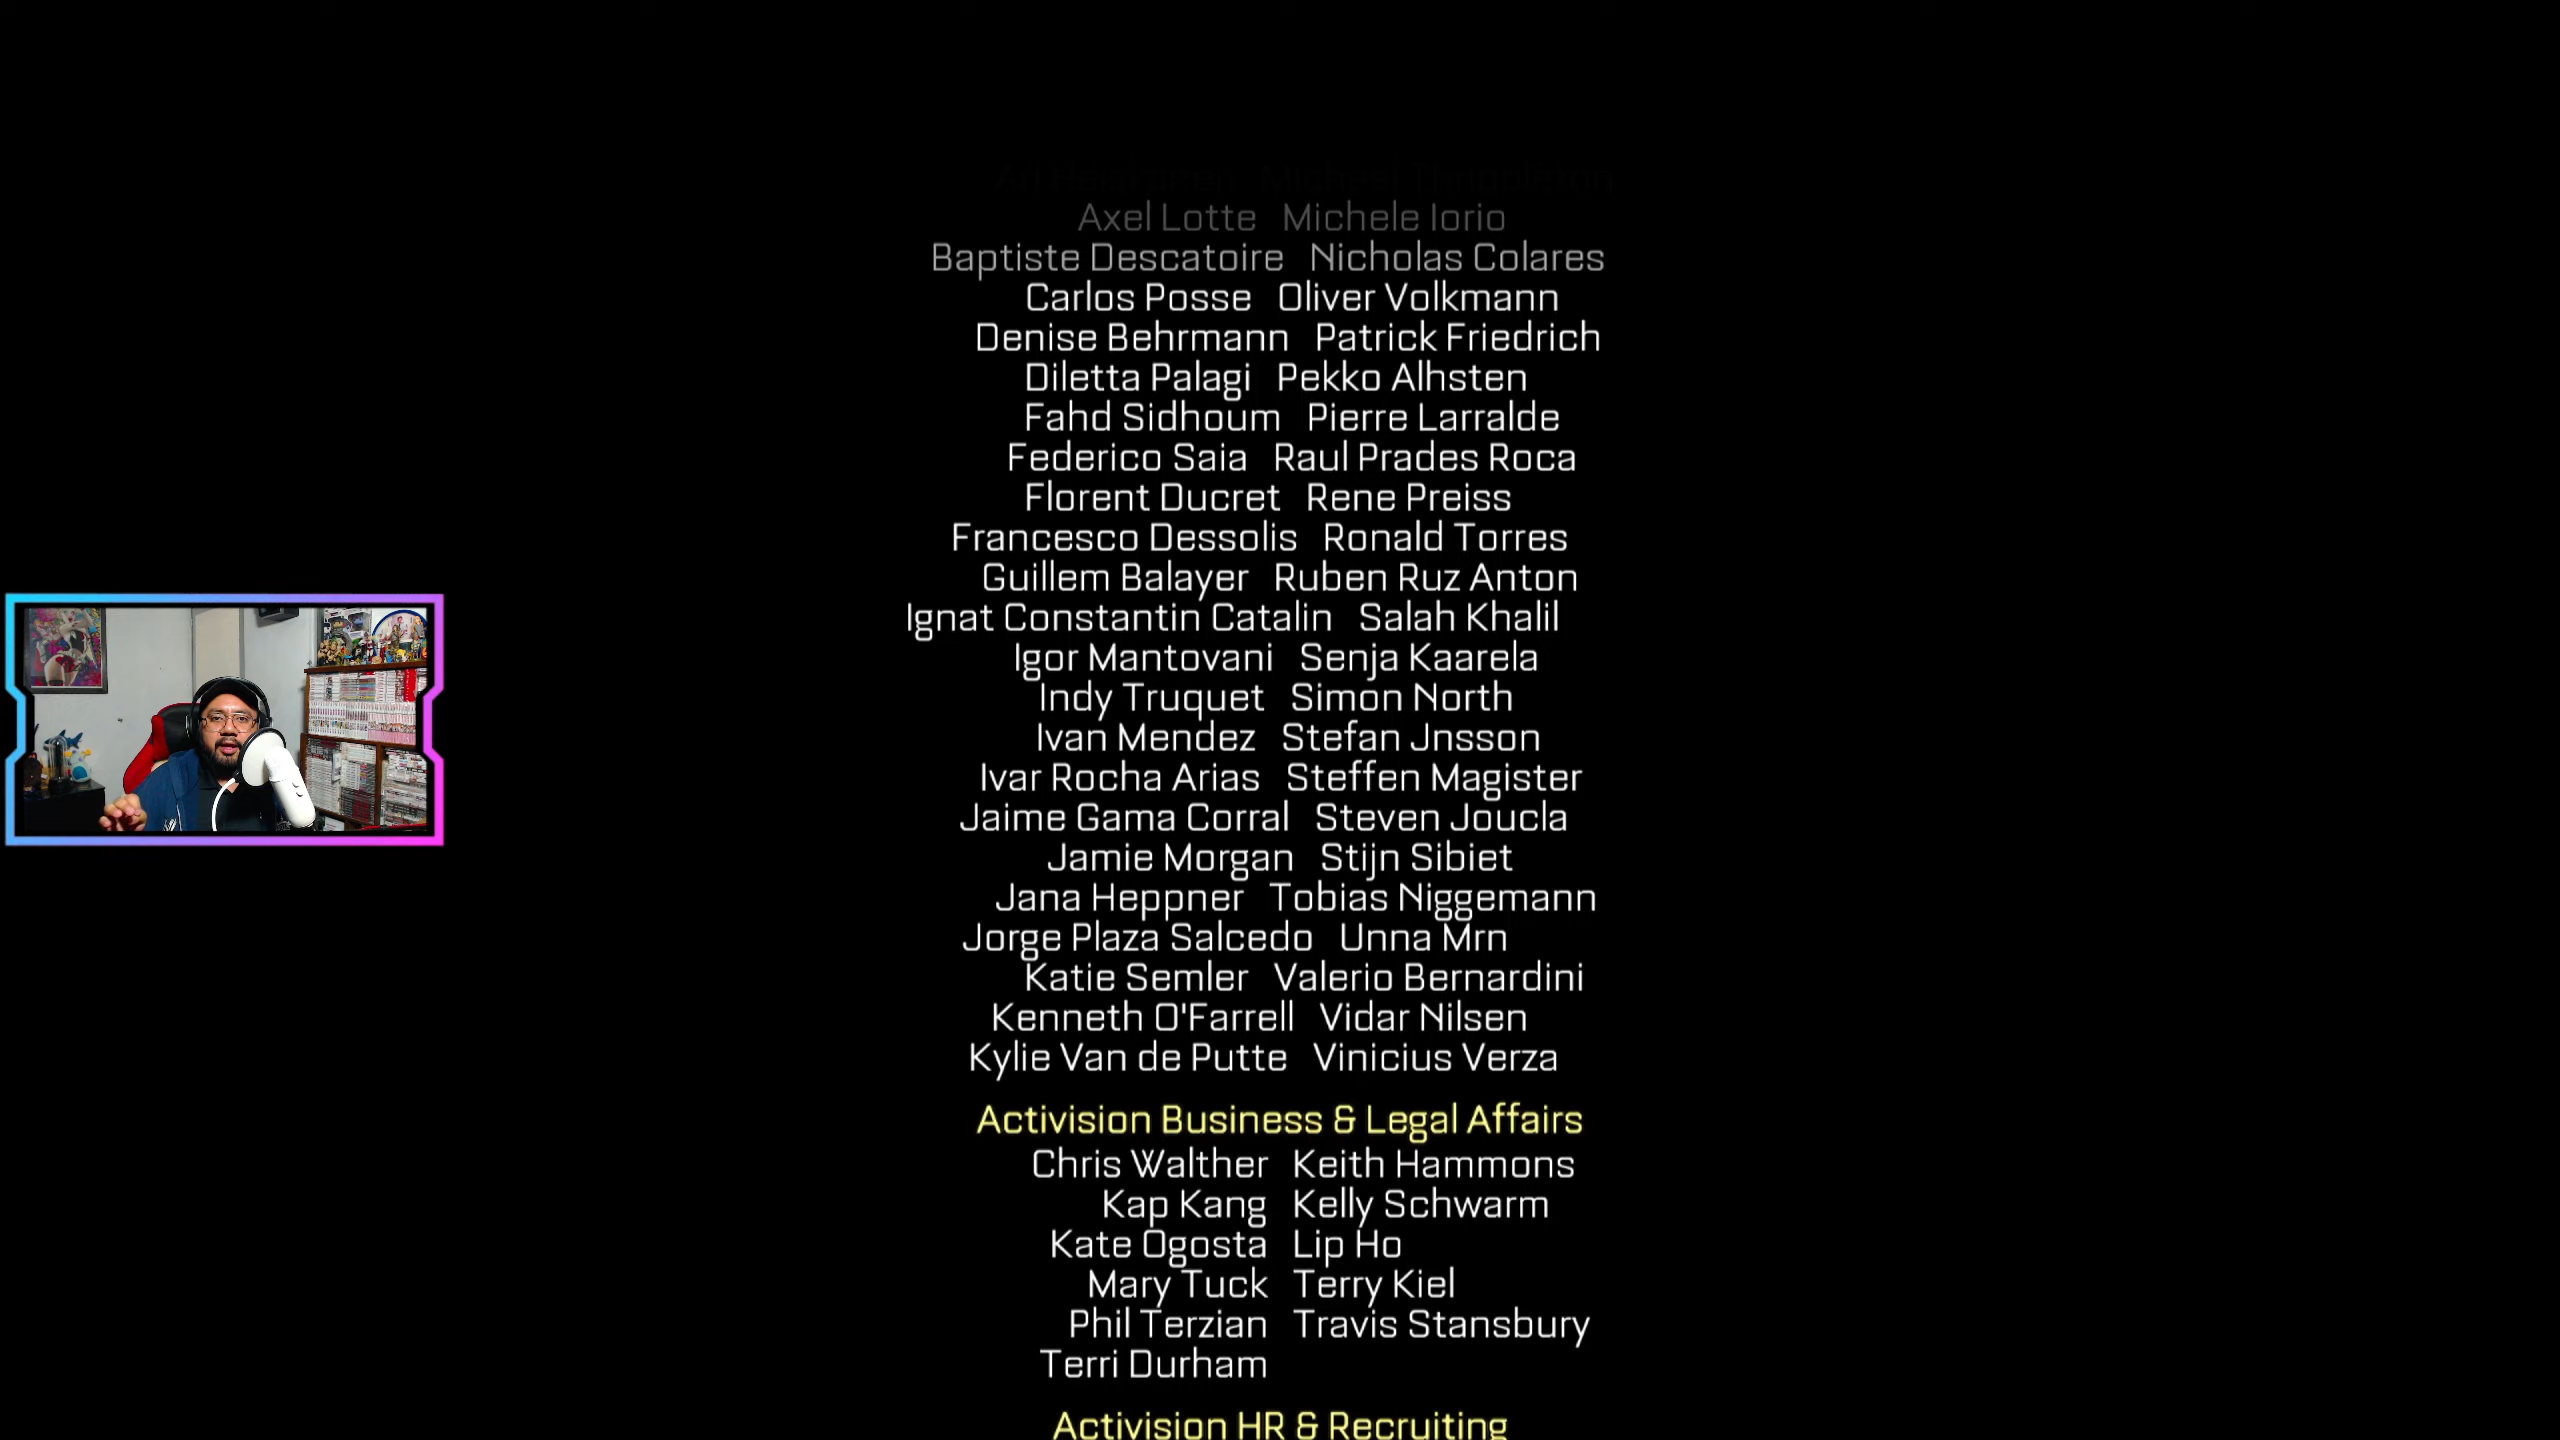 Axel Lotte Michele Iorio
Baptiste Descatoire Nicholas Colares
Carlos Posse Oliver Volkmann
Denise Behrmann Patrick Friedrich
Diletta Palagi Pekko Alhsten
Fahd Sidhoum Pierre Larralde
Federico Saia Raul Prades Roca
Florent Ducret Rene Preiss
Francesco Dessolis Ronald Torres
Guillem Balayer Ruben Ruz Anton
Ignat Constantin Catalin Salah Khalil
Igor Mantovani Senja Kaarela
Indy Truquet Simon North
Ivan Mendez Stefan Jnsson
Ivar Rocha Arias Steffen Magister
Jaime Gama Corral Steven Joucla
Jamie Morgan Stijn Sibiet
Jana Heppner Tobias Niggemann
Jorge Plaza Salcedo Unna Mrn
Katie Semler Valerio Bernardini
Kenneth O'Farrell Vidar Nilsen
Kylie Van de Putte Vinicius Verza
Activision Business & Legal Affairs
Chris Walther Keith Hammons
Kap Kang Kelly Schwarm
Kate Ogosta Lip Ho
Mary Tuck Terry Kiel
Phil Terzian Travis Stansbury
Terri Durham
Activision HR & Recruiting